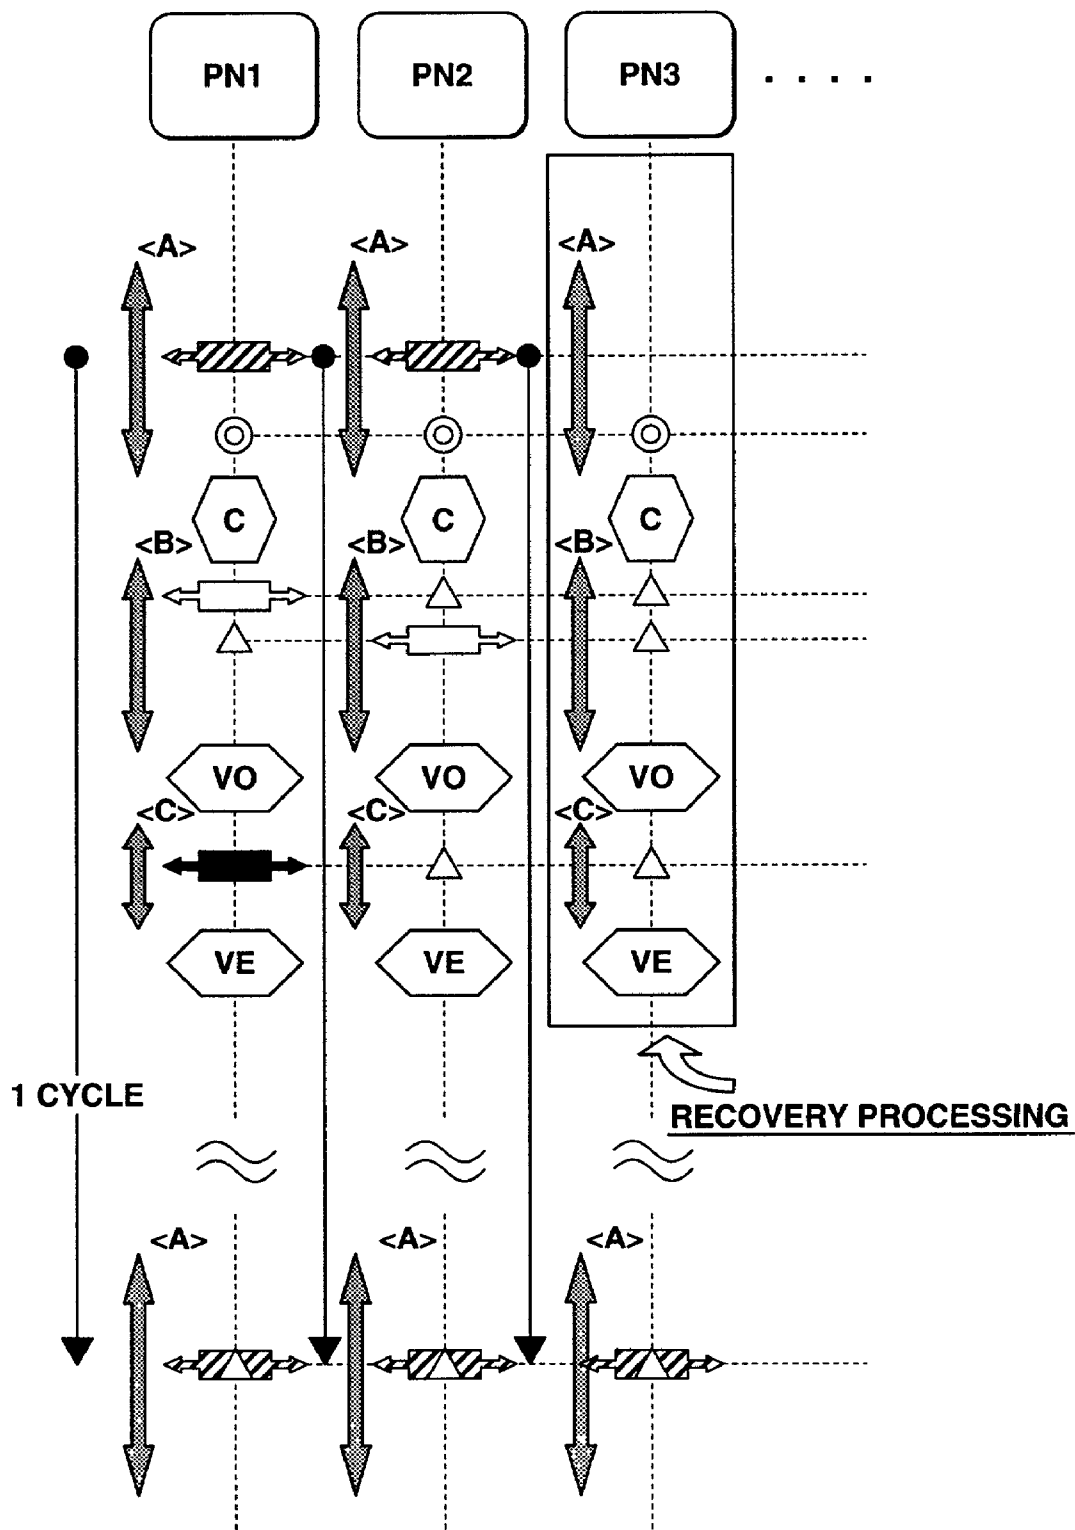 PN1 PN2 PN3 . . . .
<A> <A> <A>
C C C
<B> <B> <B>
VO VO VO
<C> <C> <C>
VE VE VE
1 CYCLE
RECOVERY PROCESSING
<A> <A> <A>